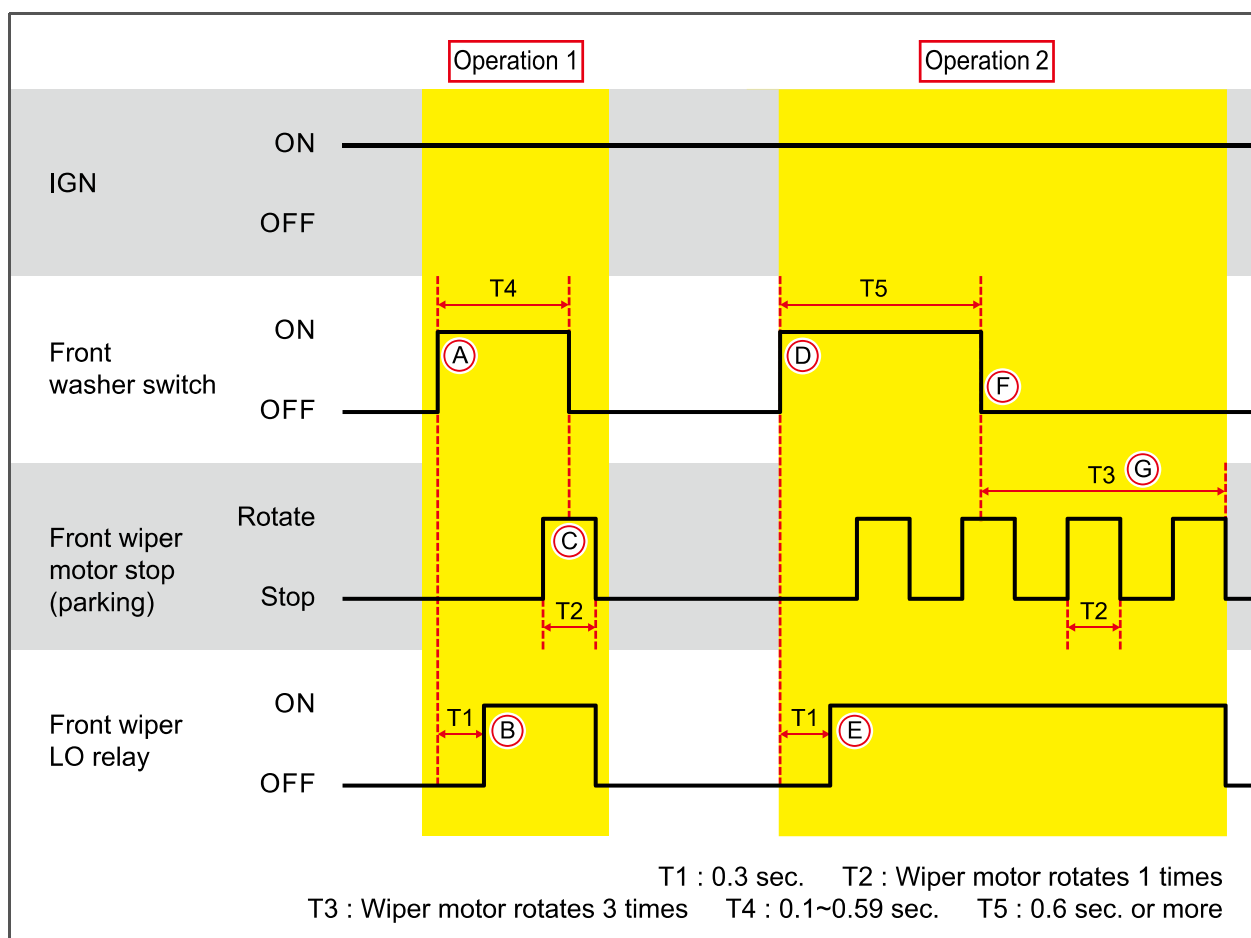 Operation 1
Operation 2
IGN
ON
OFF
Front
washer switch
ON
OFF
T4
A
T5
D
F
Front wiper
motor stop
(parking)
Rotate
Stop
C
T2
T3
G
T2
Front wiper
LO relay
ON
OFF
T1
B
T1
E
T1 : 0.3 sec. T2 : Wiper motor rotates 1 times
T3 : Wiper motor rotates 3 times T4 : 0.1~0.59 sec. T5 : 0.6 sec. or more